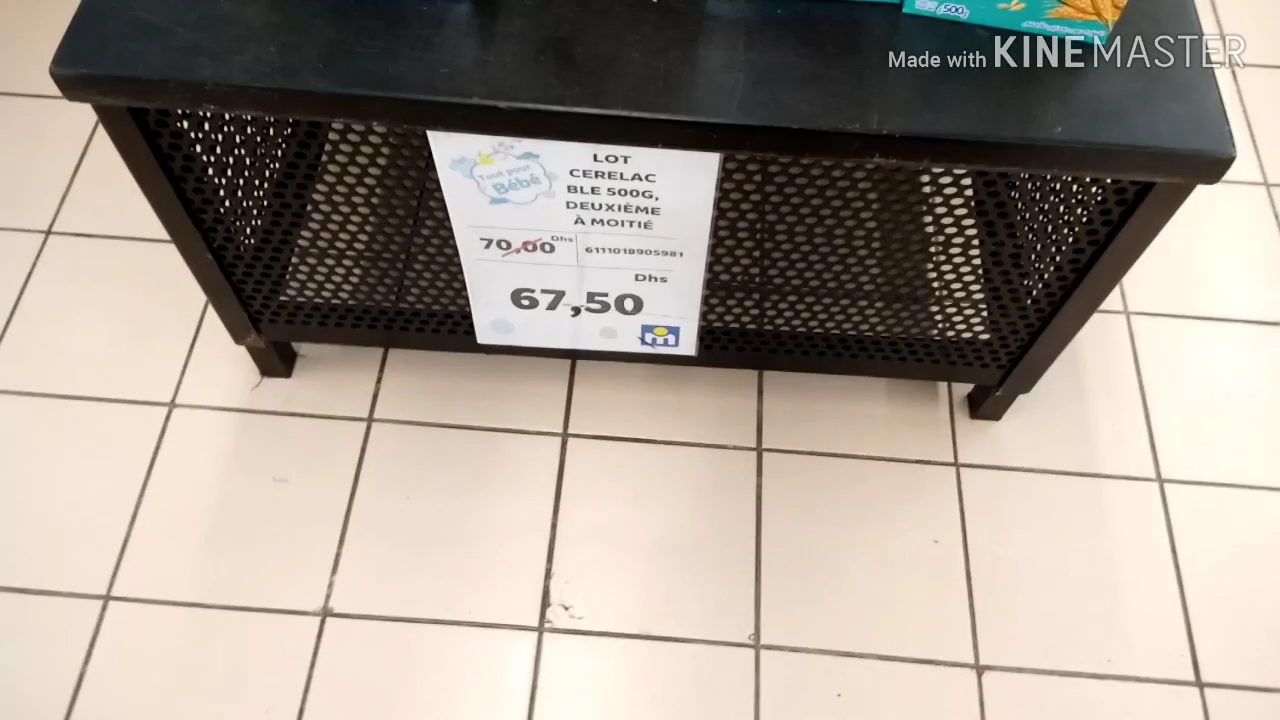 500g
Made with KINEMASTER
Tout pour
Bébé
LOT
CERELAC
BLE 500G,
DEUXIÉME
À MOITIÉ
70,00 Dhs
6111018905981
Dhs
67,50
m